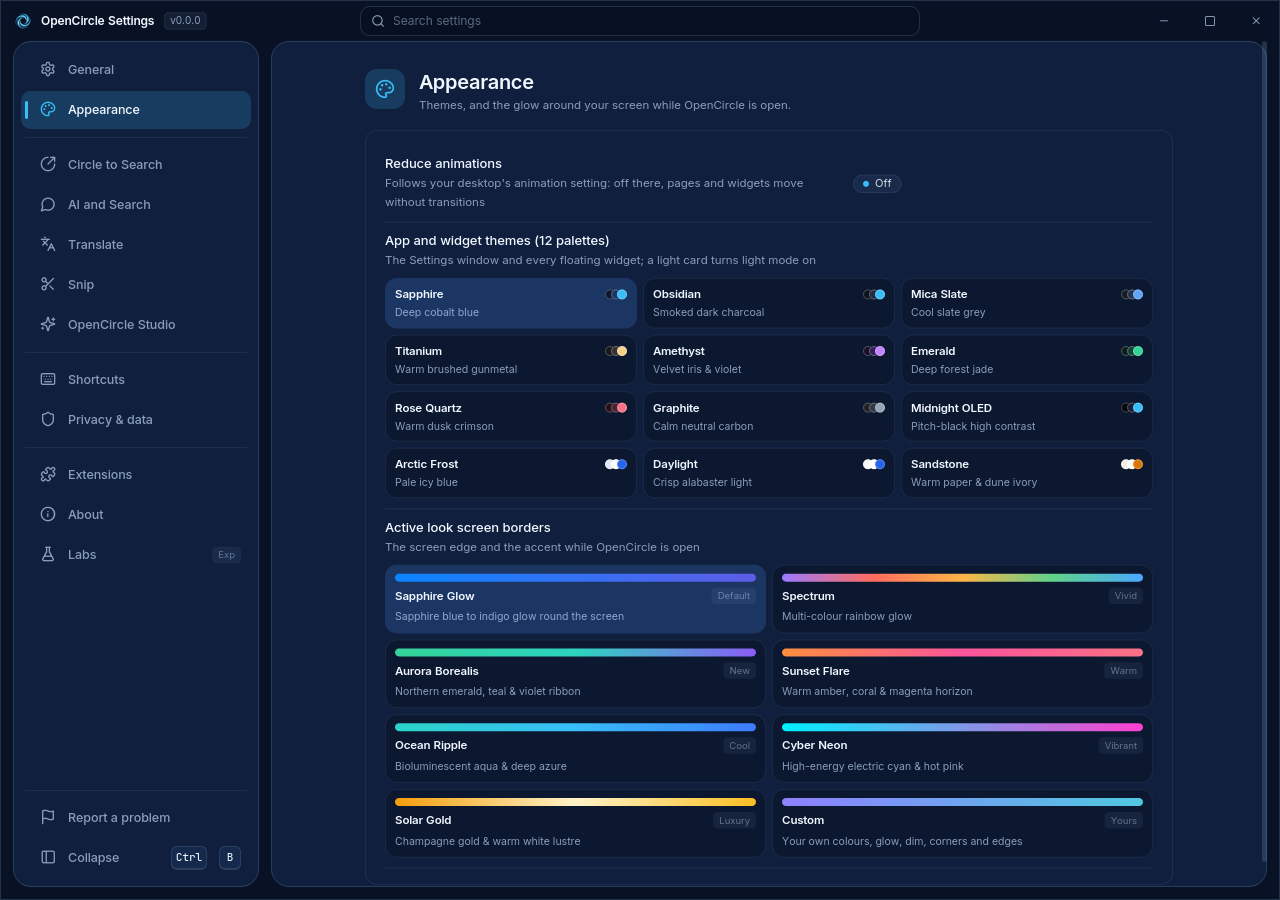 OpenCircle Settings v0.0.0
Search settings
General
Appearance
Circle to Search
AI and Search
Translate
Snip
OpenCircle Studio
Shortcuts
Privacy & data
Extensions
About
Labs Exp
Report a problem
Collapse Ctrl B
Appearance
Themes, and the glow around your screen while OpenCircle is open.
Reduce animations
Follows your desktop's animation setting: off there, pages and widgets move
without transitions
Off
App and widget themes (12 palettes)
The Settings window and every floating widget; a light card turns light mode on
Sapphire
Deep cobalt blue
Obsidian
Smoked dark charcoal
Mica Slate
Cool slate grey
Titanium
Warm brushed gunmetal
Amethyst
Velvet iris & violet
Emerald
Deep forest jade
Rose Quartz
Warm dusk crimson
Graphite
Calm neutral carbon
Midnight OLED
Pitch-black high contrast
Arctic Frost
Pale icy blue
Daylight
Crisp alabaster light
Sandstone
Warm paper & dune ivory
Active look screen borders
The screen edge and the accent while OpenCircle is open
Sapphire Glow Default
Sapphire blue to indigo glow round the screen
Spectrum Vivid
Multi-colour rainbow glow
Aurora Borealis New
Northern emerald, teal & violet ribbon
Sunset Flare Warm
Warm amber, coral & magenta horizon
Ocean Ripple Cool
Bioluminescent aqua & deep azure
Cyber Neon Vibrant
High-energy electric cyan & hot pink
Solar Gold Luxury
Champagne gold & warm white lustre
Custom Yours
Your own colours, glow, dim, corners and edges